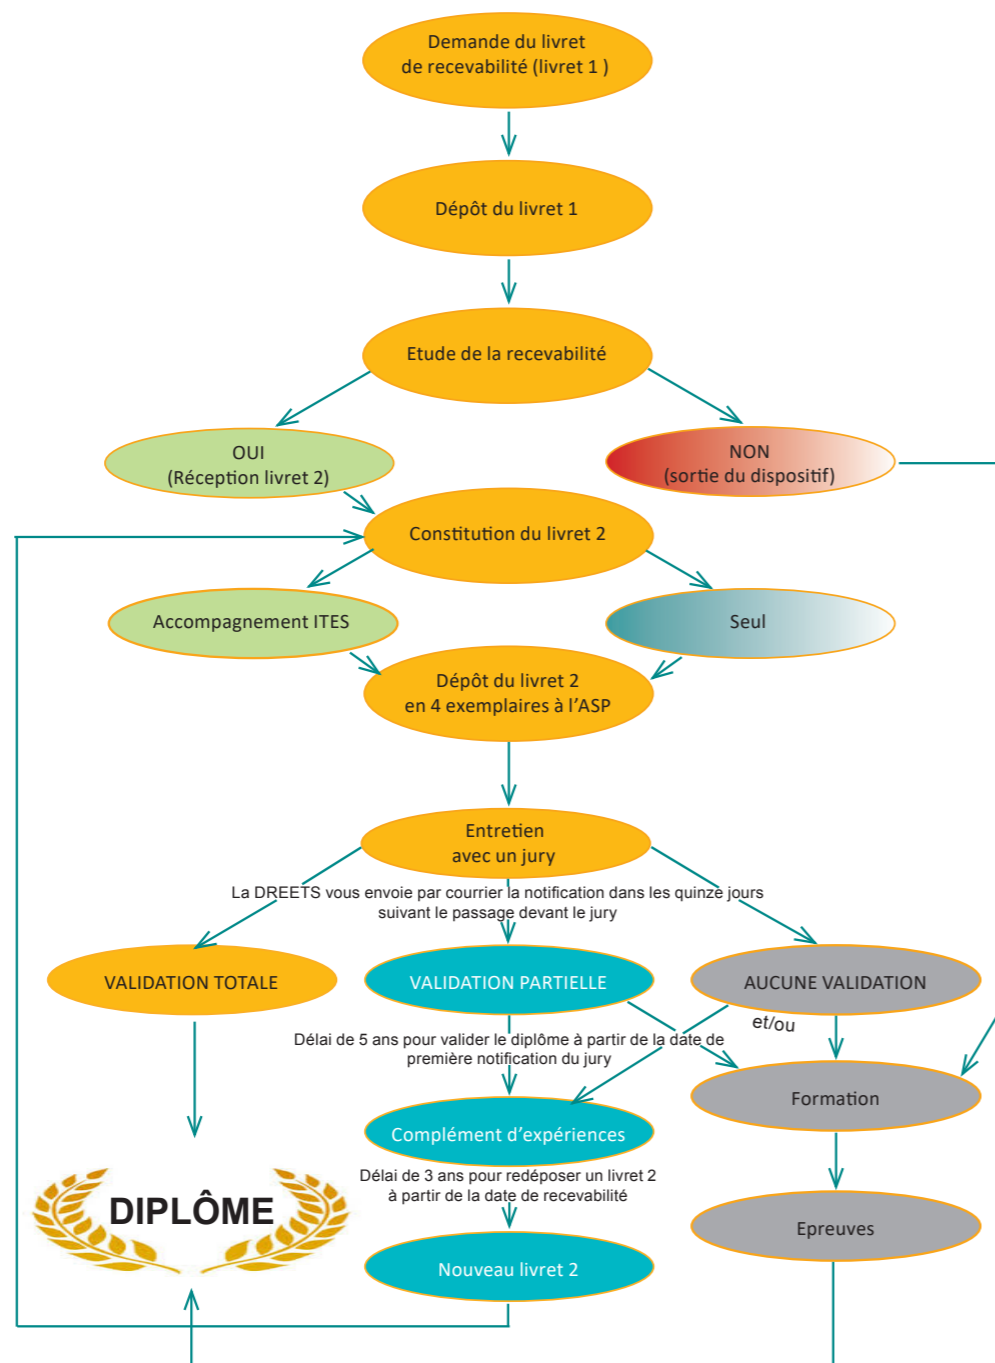 Demande du livret
de recevabilité (livret 1 )
Dépôt du livret 1
Etude de la recevabilité
OUI
(Réception livret 2)
NON
(sortie du dispositif)
Constitution du livret 2
Accompagnement ITES
Seul
Dépôt du livret 2
en 4 exemplaires à l’ASP
Entretien
avec un jury
La DREETS vous envoie par courrier la notification dans les quinze jours
suivant le passage devant le jury
VALIDATION TOTALE
VALIDATION PARTIELLE
AUCUNE VALIDATION
et/ou
Délai de 5 ans pour valider le diplôme à partir de la date de
première notification du jury
Formation
Complément d’expériences
Délai de 3 ans pour redéposer un livret 2
à partir de la date de recevabilité
DIPLÔME
Epreuves
Nouveau livret 2